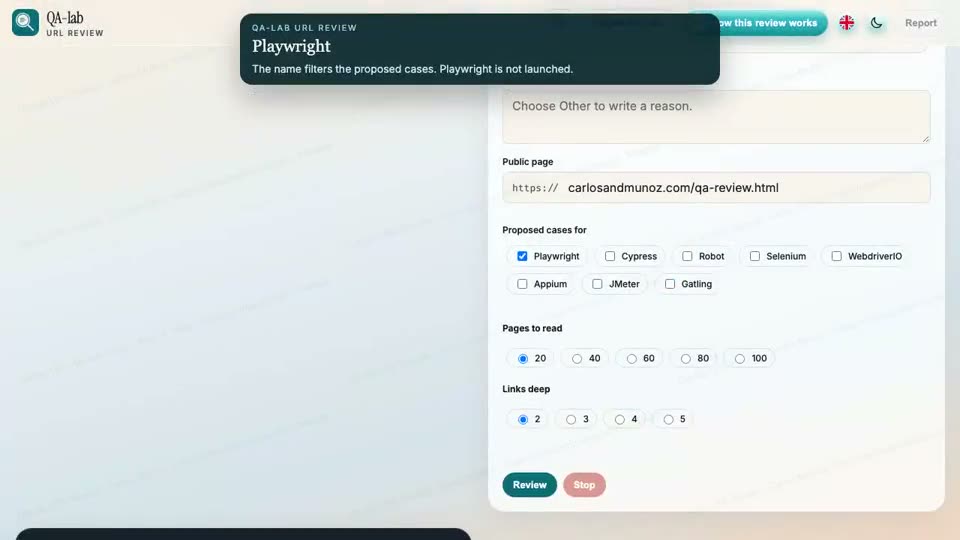 QA-lab
URL REVIEW
QA-LAB URL REVIEW
Playwright
The name filters the proposed cases. Playwright is not launched.
ow this review works
Report
Choose Other to write a reason.
Public page
https:// carlosandmunoz.com/qa-review.html
Proposed cases for
Playwright Cypress Robot Selenium WebdriverIO
Appium JMeter Gatling
Pages to read
20 40 60 80 100
Links deep
2 3 4 5
Review Stop